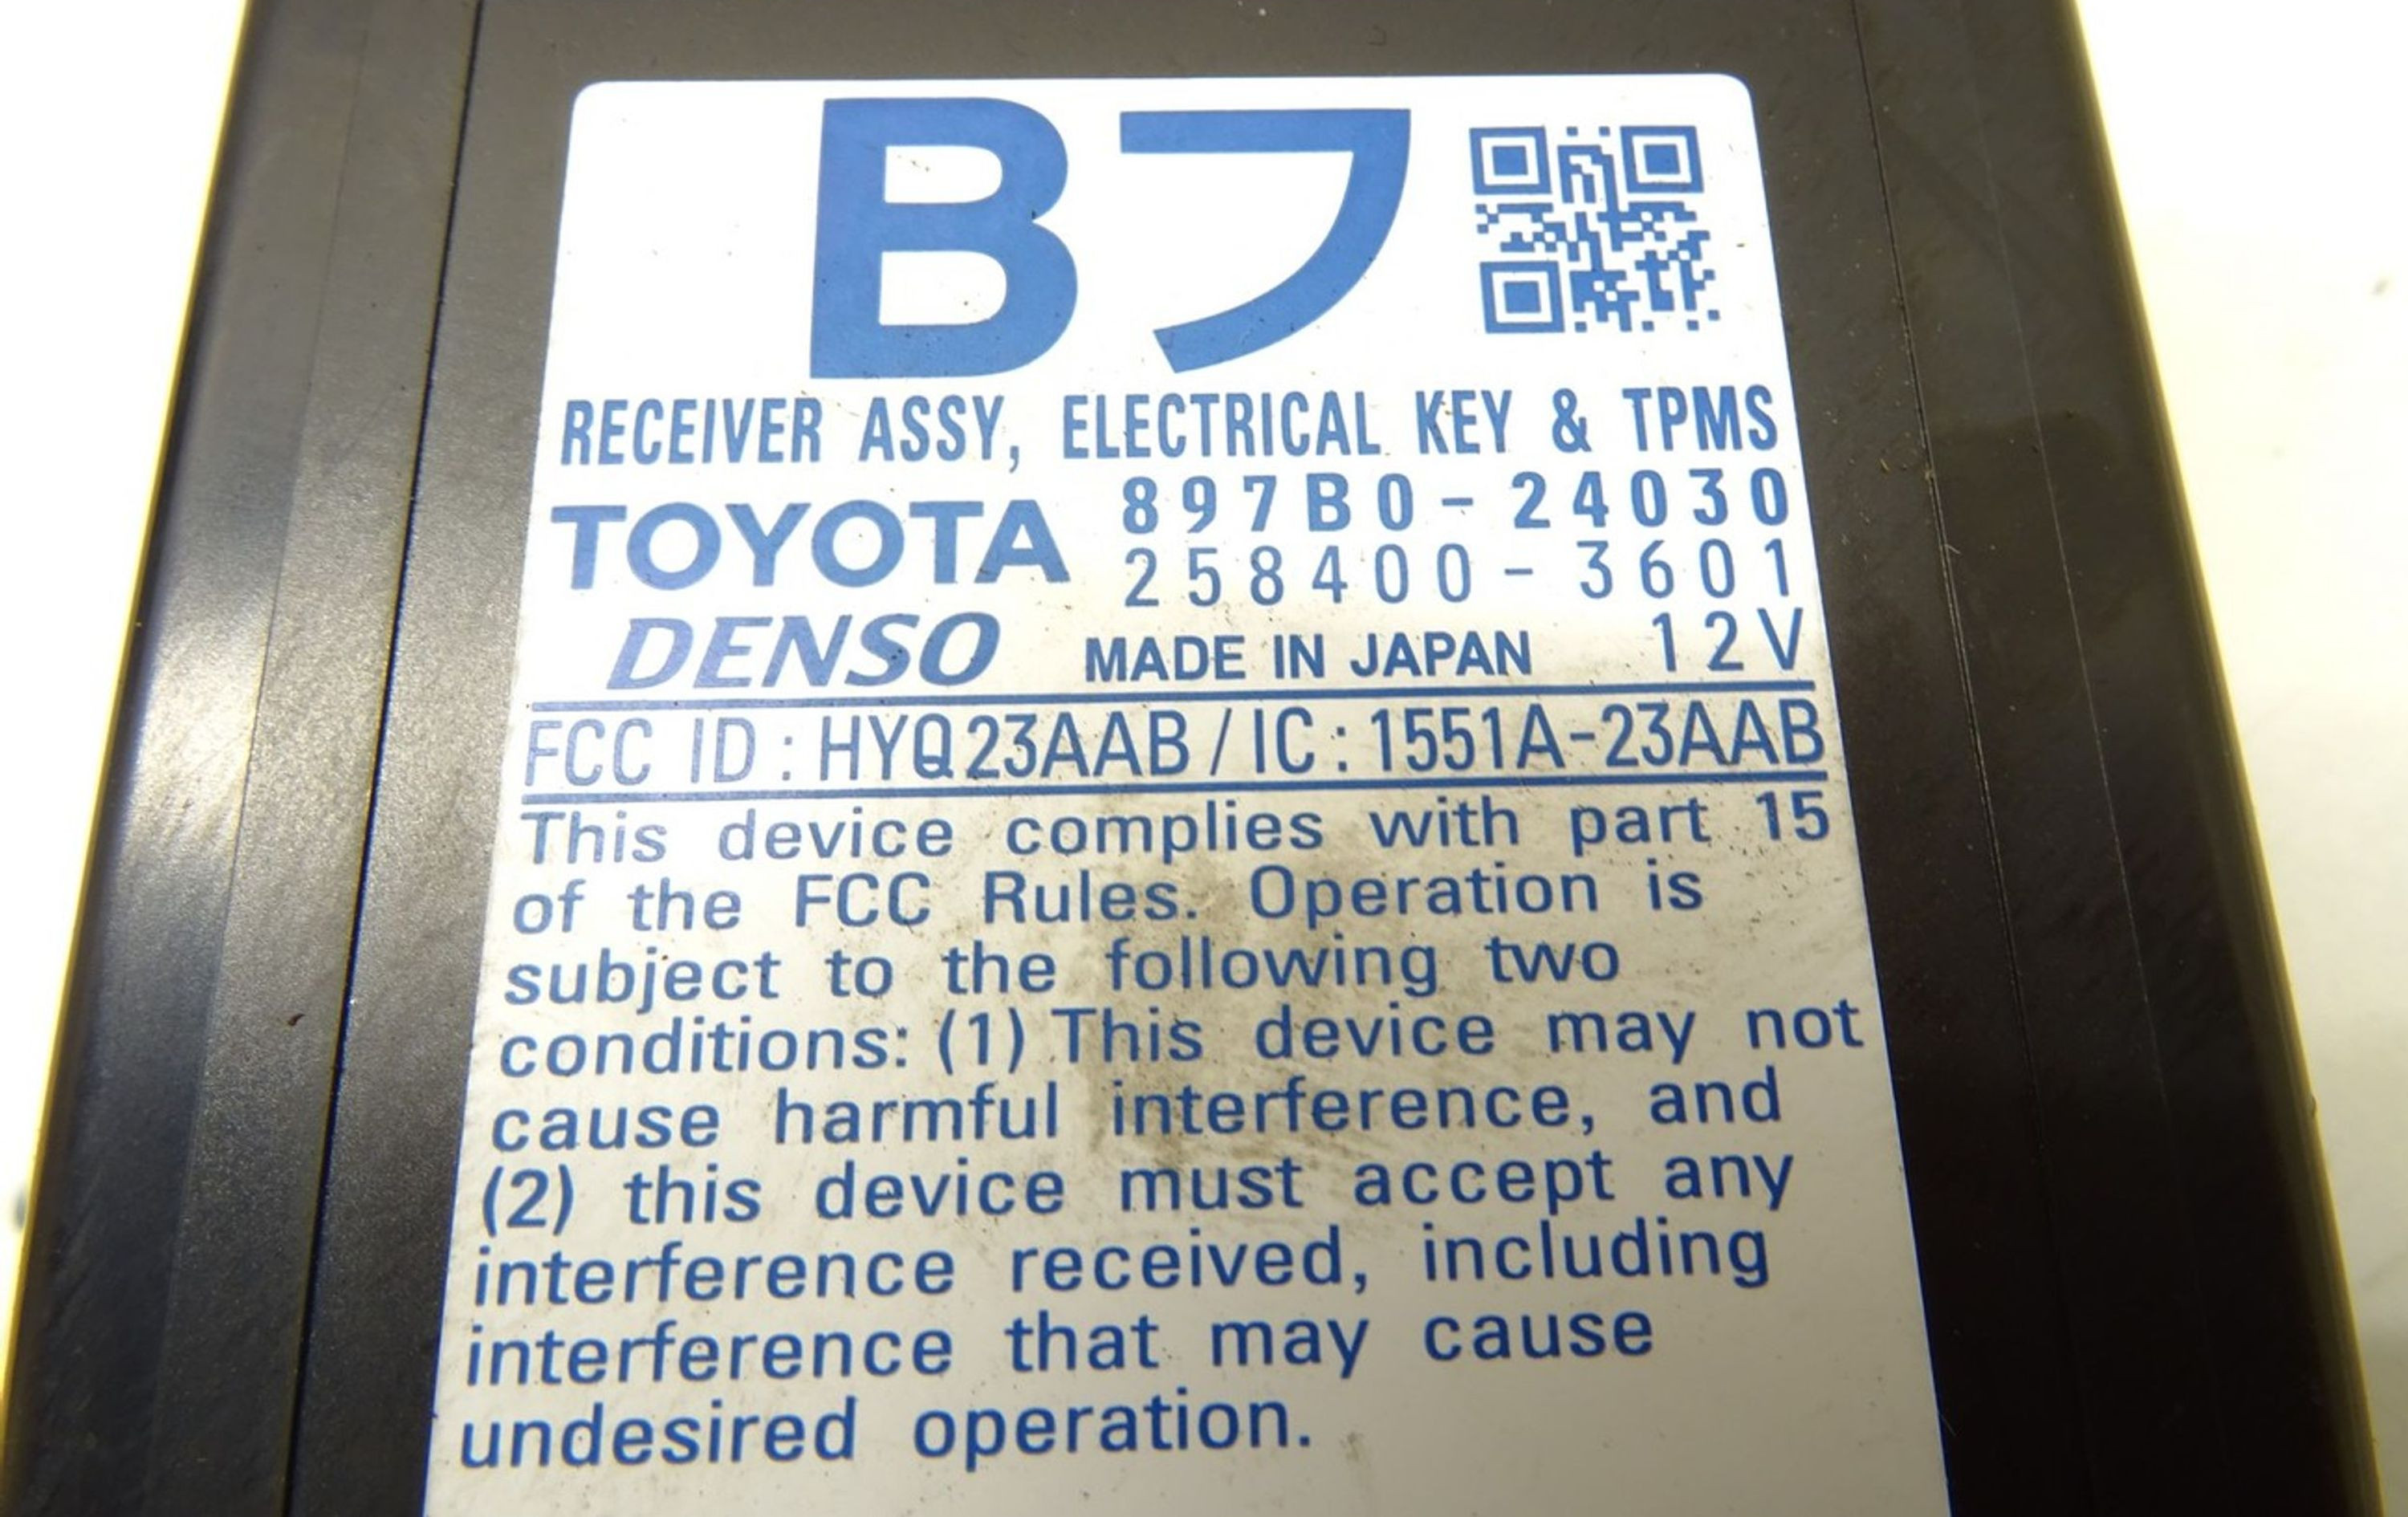 Bフ
RECEIVER ASSY, ELECTRICAL KEY & TPMS
TOYOTA 897B0-24030
258400-3601
DENSO MADE IN JAPAN 12V
FCC ID : HYQ23AAB / IC : 1551A-23AAB
This device complies with part 15
of the FCC Rules. Operation is
subject to the following two
conditions: (1) This device may not
cause harmful interference, and
(2) this device must accept any
interference received, including
interference that may cause
undesired operation.